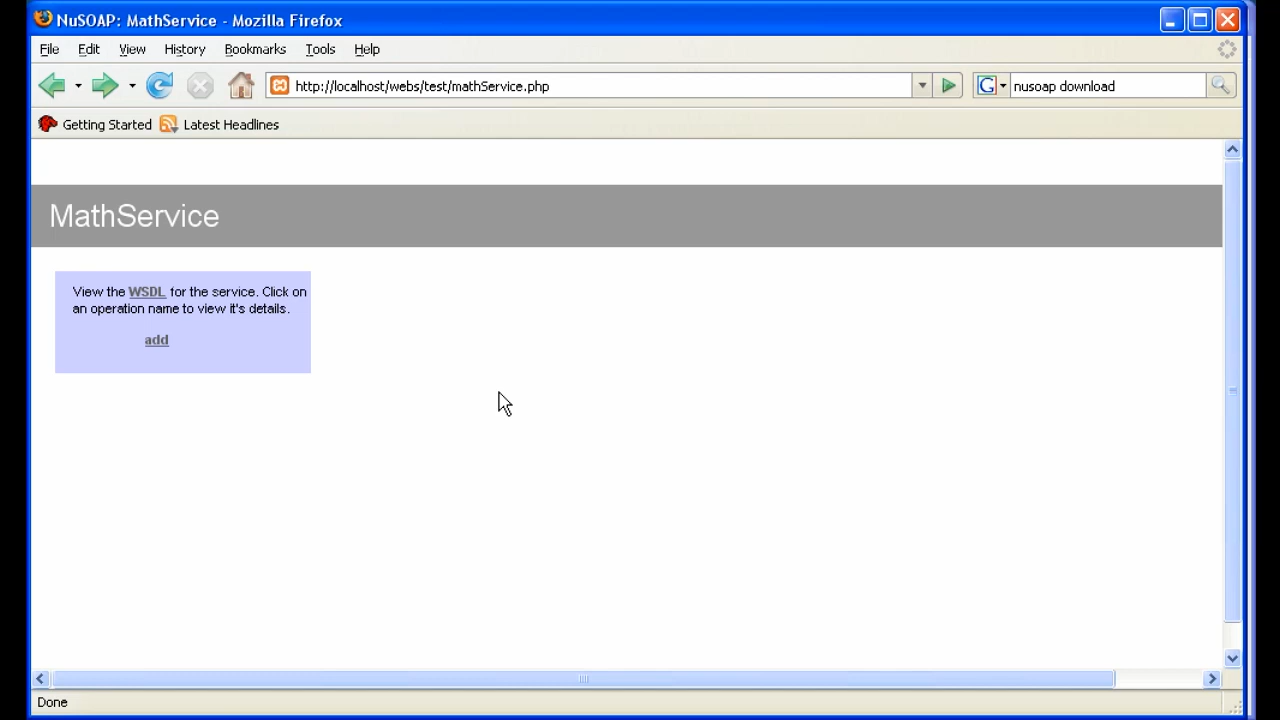 NuSOAP: MathService - Mozilla Firefox
File Edit View History Bookmarks Tools Help
http://localhost/webs/test/mathService.php
G
nusoap download
Getting Started Latest Headlines
MathService
View the WSDL for the service. Click on
an operation name to view it's details.
add
Done